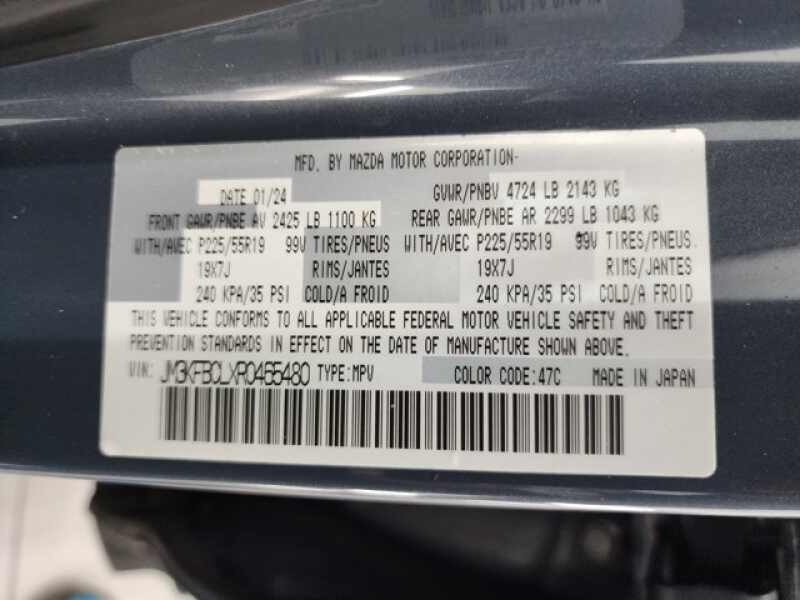 MFD. BY MAZDA MOTOR CORPORATION-
DATE 01/24 GVWR/PNBV 4724 LB 2143 KG
FRONT GAWR/PNBE AV 2425 LB 1100 KG REAR GAWR/PNBE AR 2299 LB 1043 KG
WITH/AVEC P225/55R19 99V TIRES/PNEUS WITH/AVEC P225/55R19 99V TIRES/PNEUS
19X7J RIMS/JANTES 19X7J RIMS/JANTES
240 KPA/35 PSI COLD/A FROID 240 KPA/35 PSI COLD/A FROID
THIS VEHICLE CONFORMS TO ALL APPLICABLE FEDERAL MOTOR VEHICLE SAFETY AND THEFT
PREVENTION STANDARDS IN EFFECT ON THE DATE OF MANUFACTURE SHOWN ABOVE.
VIN: JM3KFBCLXR0455480 TYPE:MPV COLOR CODE:47C MADE IN JAPAN